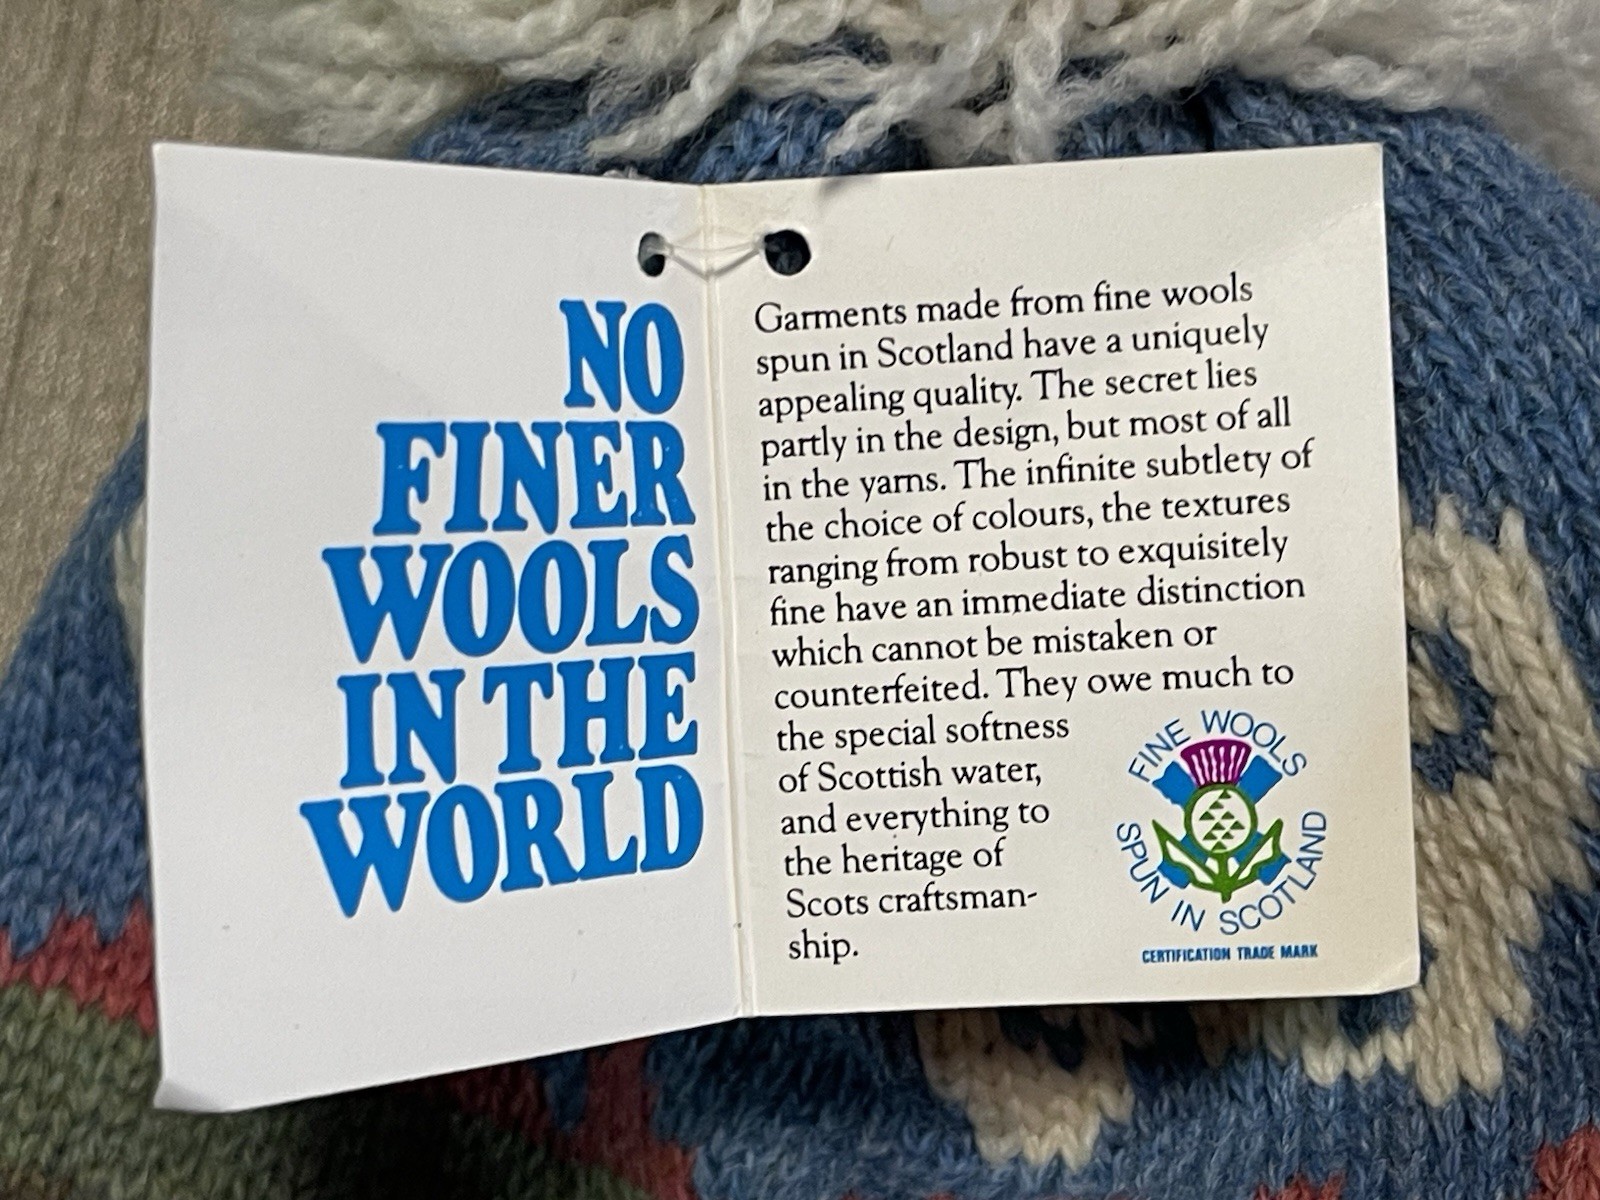 NO
FINER
WOOLS
IN THE
WORLD
Garments made from fine wools
spun in Scotland have a uniquely
appealing quality. The secret lies
partly in the design, but most of all
in the yarns. The infinite subtlety of
the choice of colours, the textures
ranging from robust to exquisitely
fine have an immediate distinction
which cannot be mistaken or
counterfeited. They owe much to
the special softness
of Scottish water,
and everything to
the heritage of
Scots craftsman-
ship.
FINE WOOLS
SPUN IN SCOTLAND
CERTIFICATION TRADE MARK